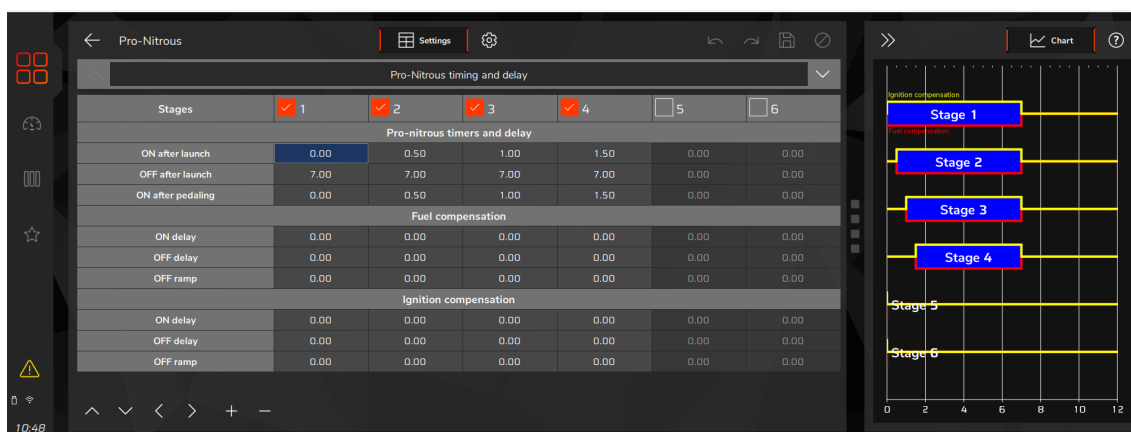 Pro-Nitrous Settings Chart ?
Pro-Nitrous timing and delay
Stages 1 2 3 4 5 6
Pro-nitrous timers and delay
ON after launch 0.00 0.50 1.00 1.50 0.00 0.00
OFF after launch 7.00 7.00 7.00 7.00 0.00 0.00
ON after pedaling 0.00 0.50 1.00 1.50 0.00 0.00
Fuel compensation
ON delay 0.00 0.00 0.00 0.00 0.00 0.00
OFF delay 0.00 0.00 0.00 0.00 0.00 0.00
OFF ramp 0.00 0.00 0.00 0.00 0.00 0.00
Ignition compensation
ON delay 0.00 0.00 0.00 0.00 0.00 0.00
OFF delay 0.00 0.00 0.00 0.00 0.00 0.00
OFF ramp 0.00 0.00 0.00 0.00 0.00 0.00
10:48
Ignition compensation
Stage 1
Fuel compensation
Stage 2
Stage 3
Stage 4
Stage 5
Stage 6
0 2 4 6 8 10 12